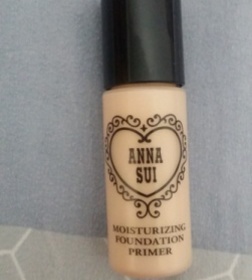 ANNA
SUI
MOISTURIZING
FOUNDATION
PRIMER